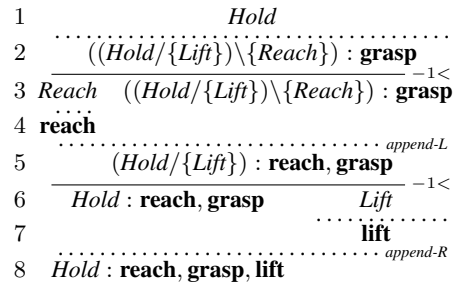 1 Hold
2 ((Hold/{Lift})\{Reach}) : grasp
−1<
3 Reach ((Hold/{Lift})\{Reach}) : grasp
4 reach
append-L
5 (Hold/{Lift}) : reach, grasp
−1<
6 Hold : reach, grasp Lift
7 lift
append-R
8 Hold : reach, grasp, lift